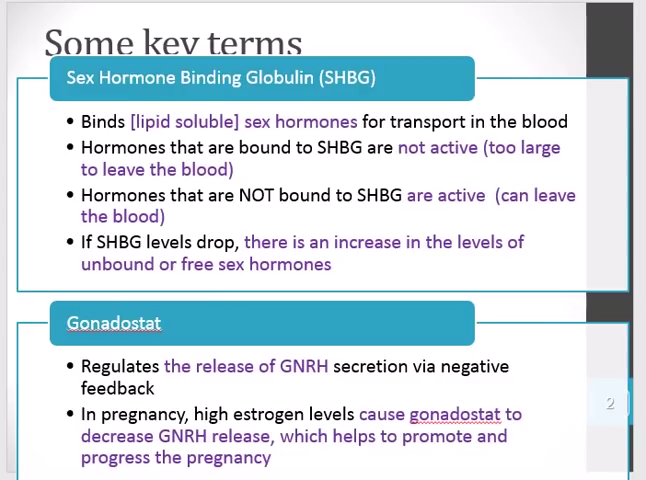 Some key terms
Sex Hormone Binding Globulin (SHBG)
• Binds [lipid soluble] sex hormones for transport in the blood
• Hormones that are bound to SHBG are not active (too large
to leave the blood)
• Hormones that are NOT bound to SHBG are active (can leave
the blood)
• If SHBG levels drop, there is an increase in the levels of
unbound or free sex hormones
Gonadostat
• Regulates the release of GNRH secretion via negative
feedback
• In pregnancy, high estrogen levels cause gonadostat to
decrease GNRH release, which helps to promote and
progress the pregnancy
2